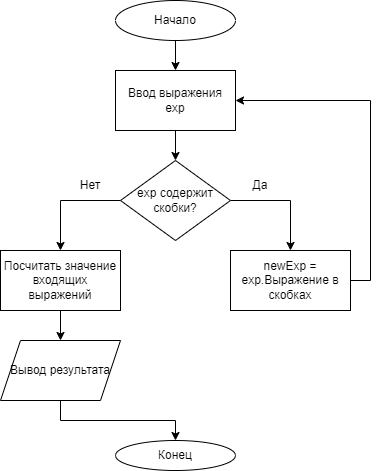 Начало
Ввод выражения
exp
exp содержит
скобки?
Нет
Да
Посчитать значение
входящих
выражений
newExp =
exp.Выражение в
скобках
Вывод результата
Конец